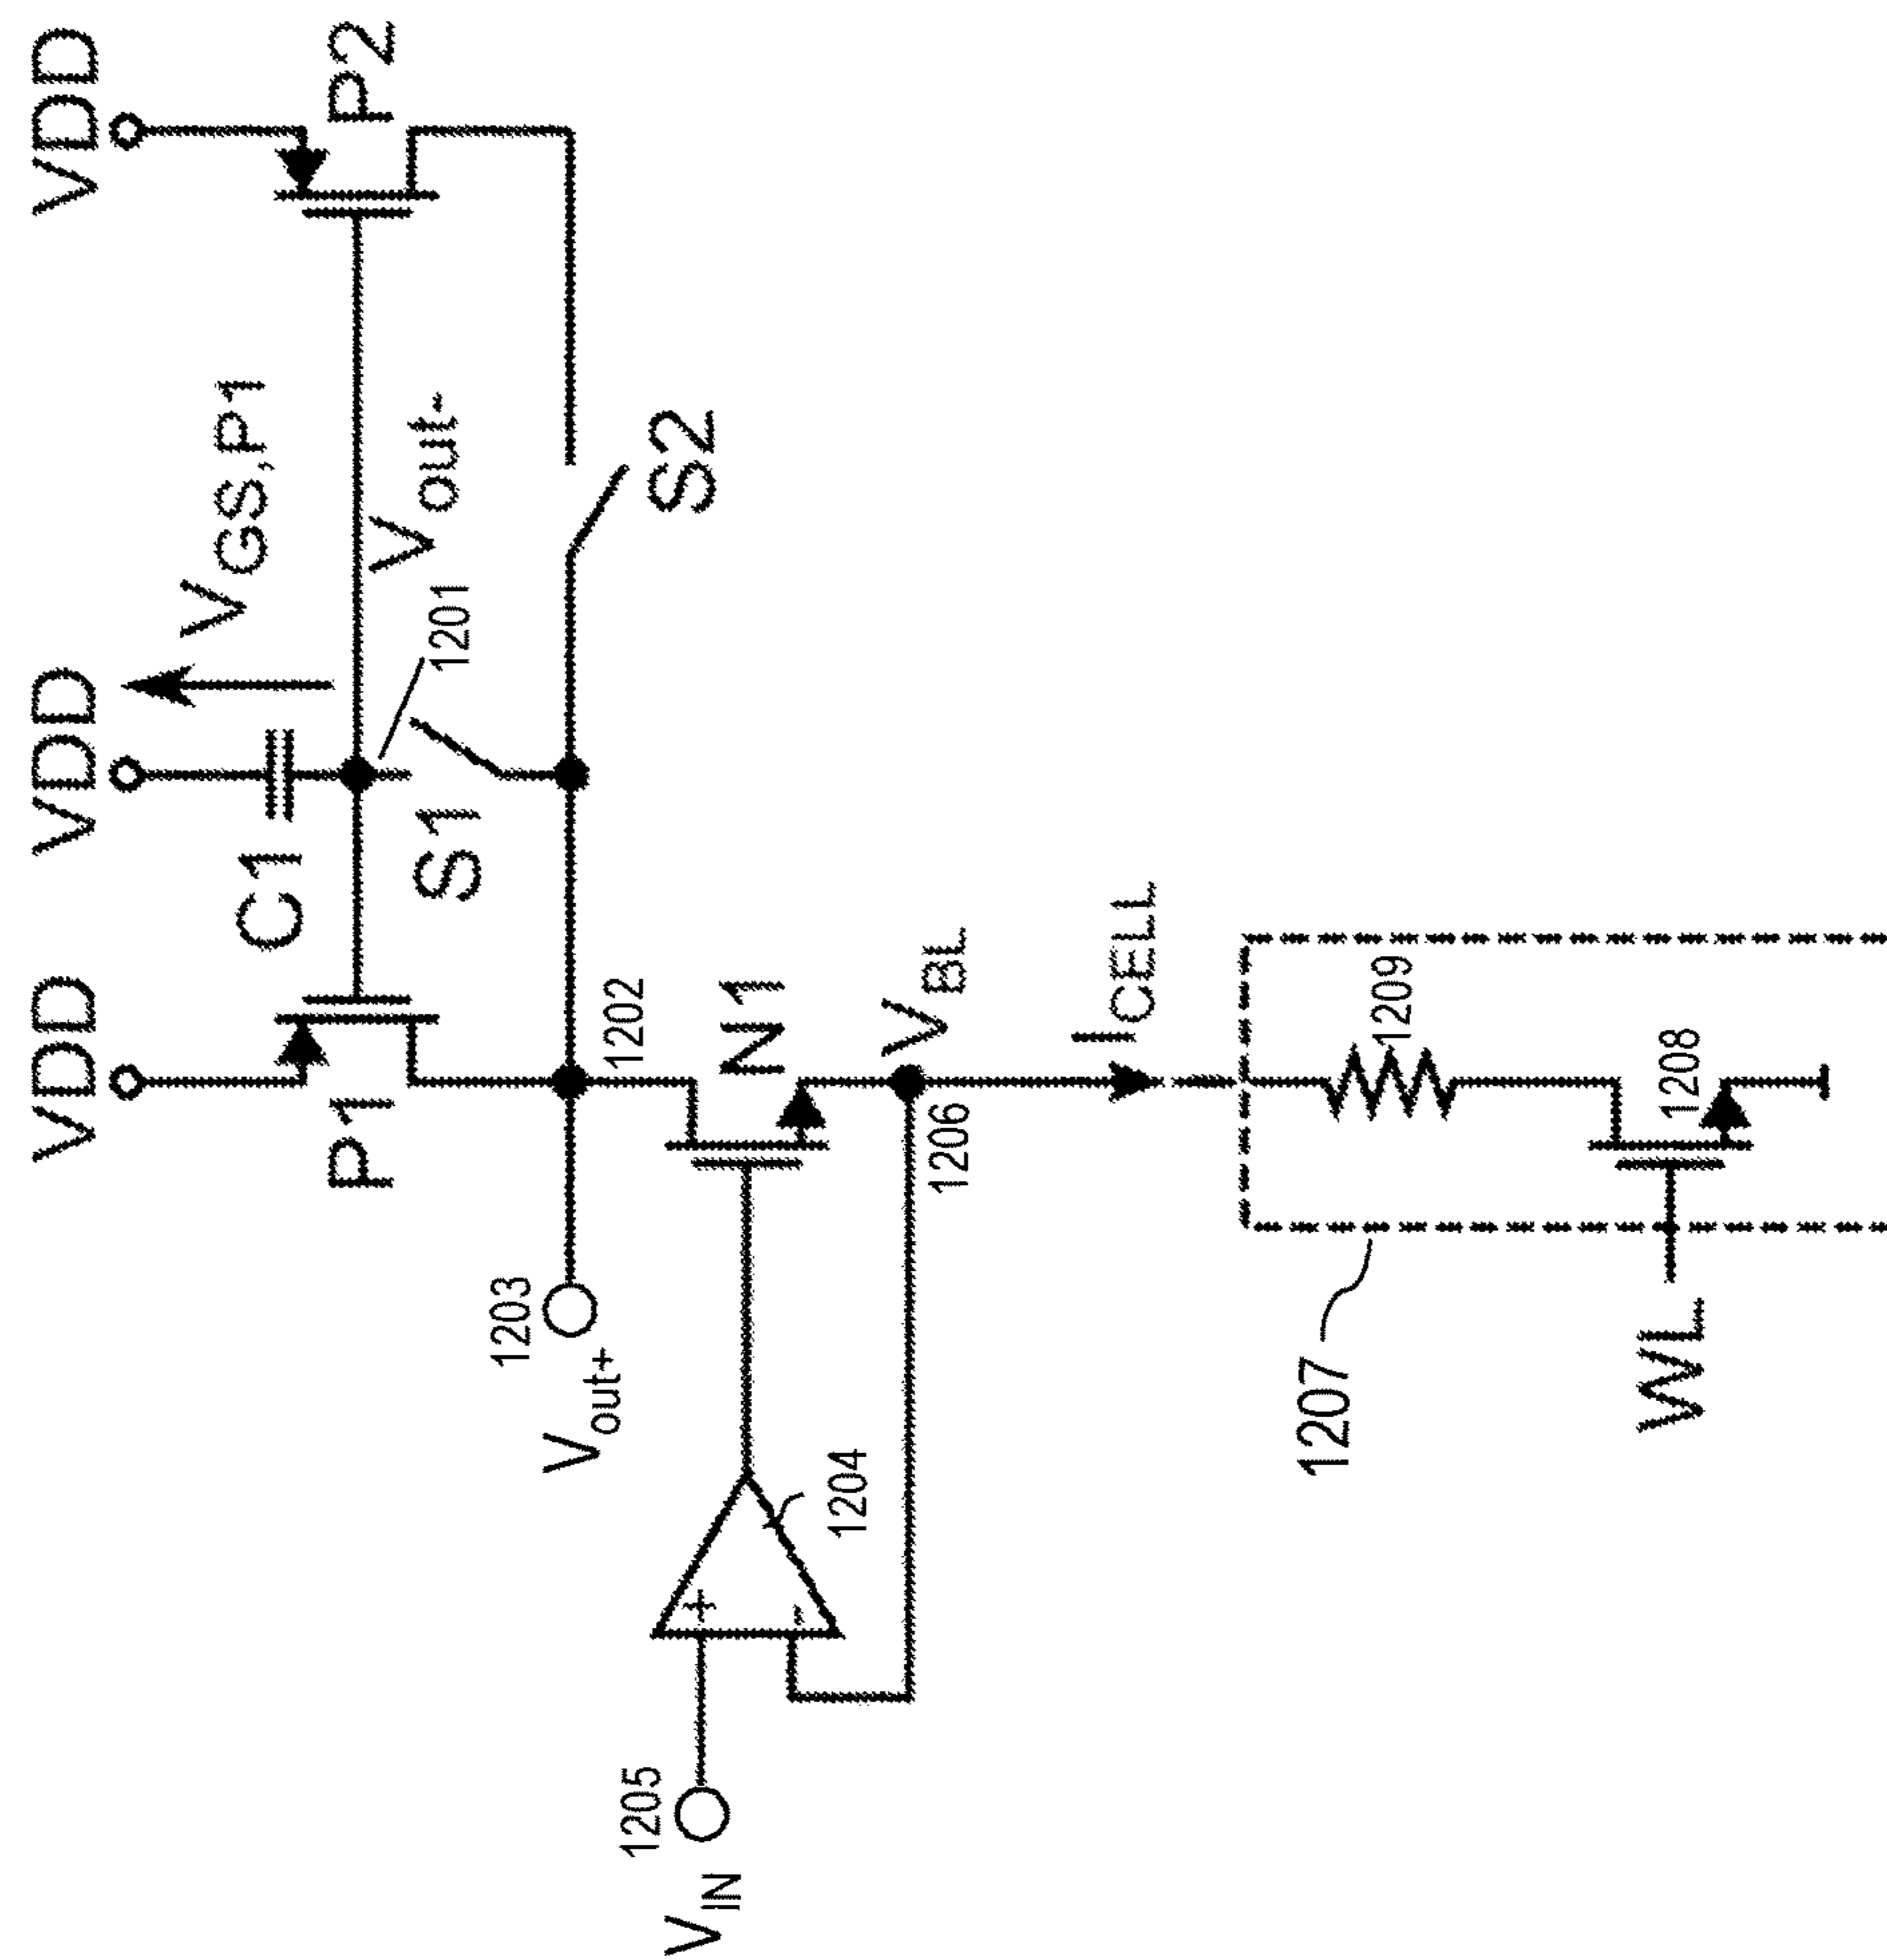 VDD
VDD
VDD
P1
C1
VGS,P1
P2
Vout-
1201
S1
S2
1202
1203
Vout+
N1
VBL
1206
1204
1205
VIN
ICELL
1207
1209
1208
WL